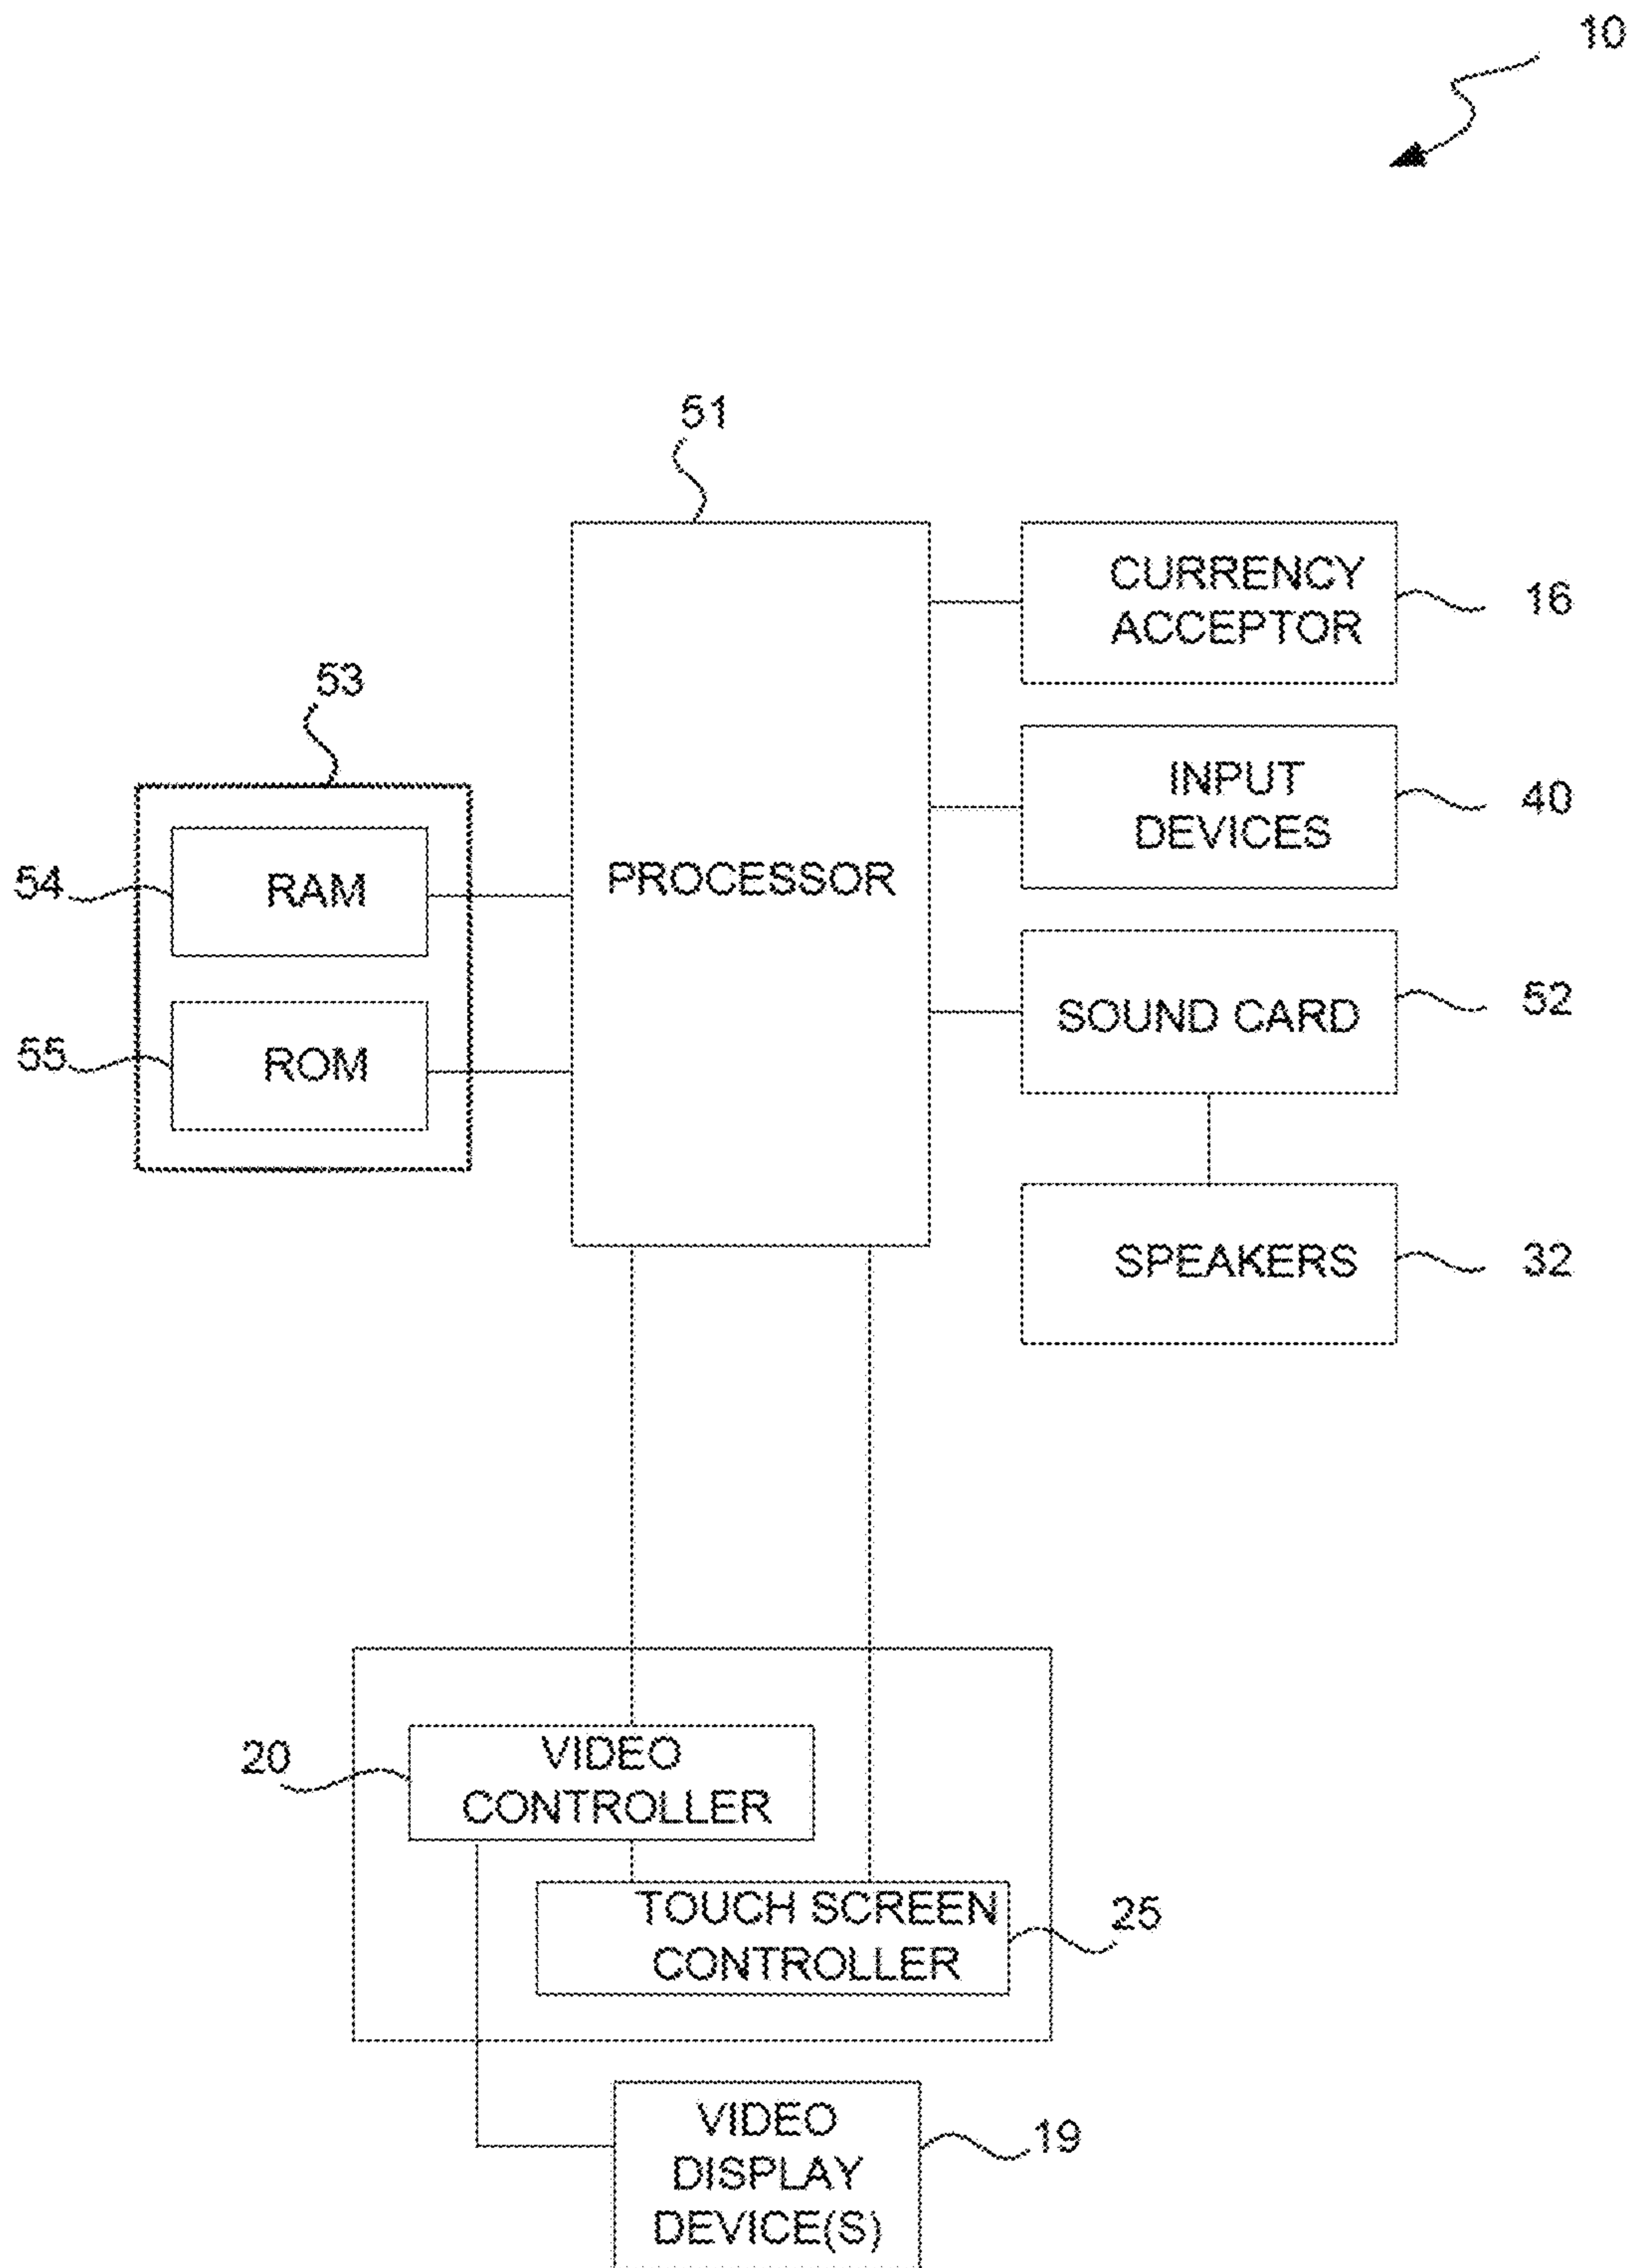 10
51
CURRENCY
ACCEPTOR
16
53
INPUT
DEVICES
40
54
RAM
PROCESSOR
SOUND CARD
52
55
ROM
SPEAKERS
32
20
VIDEO
CONTROLLER
TOUCH SCREEN
CONTROLLER
25
VIDEO
DISPLAY
DEVICE(S)
19